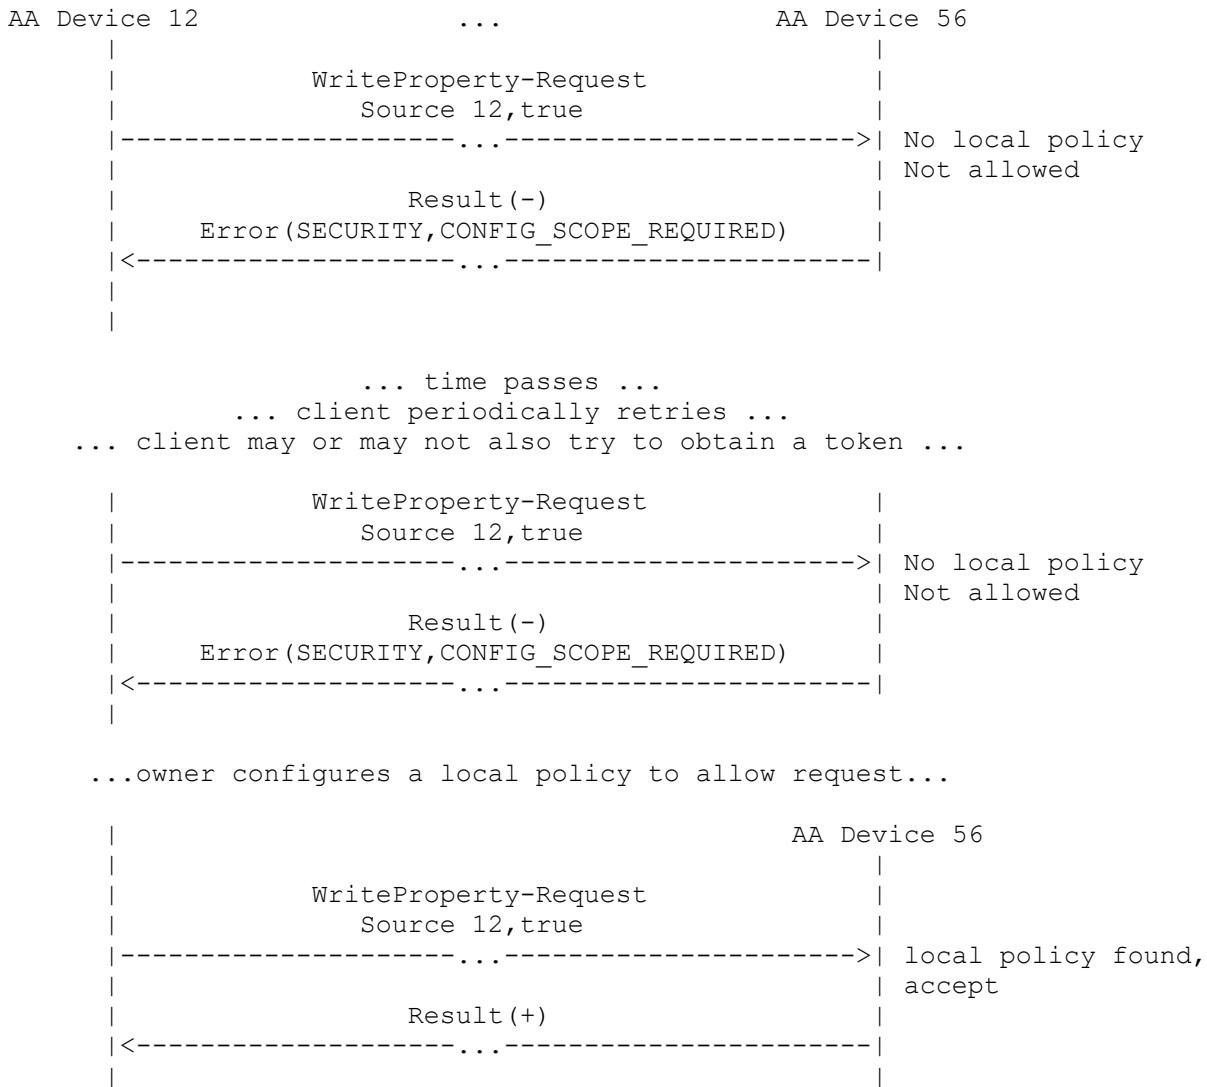 AA Device 12 ... AA Device 56
| |
| WriteProperty-Request |
| Source 12,true |
|---------------------...---------------------->| No local policy
| | Not allowed
| Result(-) |
| Error(SECURITY,CONFIG_SCOPE_REQUIRED) |
|<--------------------...-----------------------|
|
|
... time passes ...
... client periodically retries ...
... client may or may not also try to obtain a token ...
| WriteProperty-Request |
| Source 12,true |
|---------------------...---------------------->| No local policy
| | Not allowed
| Result(-) |
| Error(SECURITY,CONFIG_SCOPE_REQUIRED) |
|<--------------------...-----------------------|
|
...owner configures a local policy to allow request...
| AA Device 56
| |
| WriteProperty-Request |
| Source 12,true |
|---------------------...---------------------->| local policy found,
| | accept
| Result(+) |
|<--------------------...-----------------------|
| |